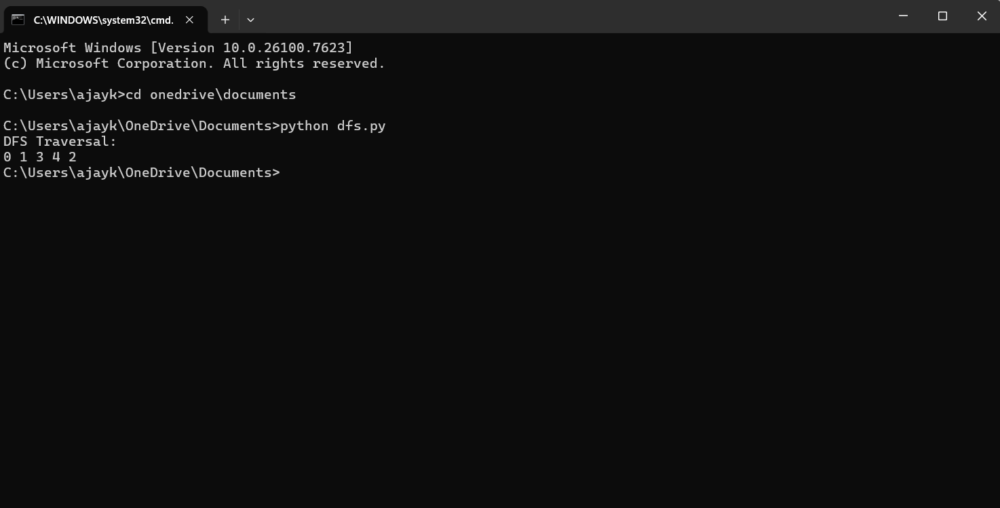 C:\WINDOWS\system32\cmd.
Microsoft Windows [Version 10.0.26100.7623]
(c) Microsoft Corporation. All rights reserved.
C:\Users\ajayk>cd onedrive\documents
C:\Users\ajayk\OneDrive\Documents>python dfs.py
DFS Traversal:
0 1 3 4 2
C:\Users\ajayk\OneDrive\Documents>